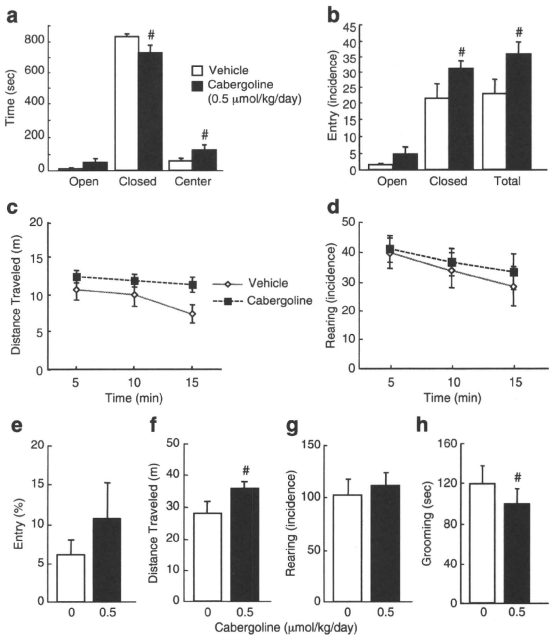 a
Time (sec)
800
600
400
200
0
#
#
Open
Closed
Center
Vehicle
Cabergoline
(0.5 µmol/kg/day)
b
Entry (incidence)
45
40
35
30
25
20
15
10
5
0
#
#
Open
Closed
Total
c
Distance Traveled (m)
20
15
10
5
0
5
10
15
Time (min)
Vehicle
Cabergoline
d
Rearing (incidence)
50
40
30
20
10
0
5
10
15
Time (min)
e
Entry (%)
20
15
10
5
0
0
0.5
f
Distance Traveled (m)
50
40
30
20
10
0
#
0
0.5
g
Rearing (incidence)
150
100
50
0
0
0.5
h
Grooming (sec)
160
120
80
40
0
#
0
0.5
Cabergoline (µmol/kg/day)